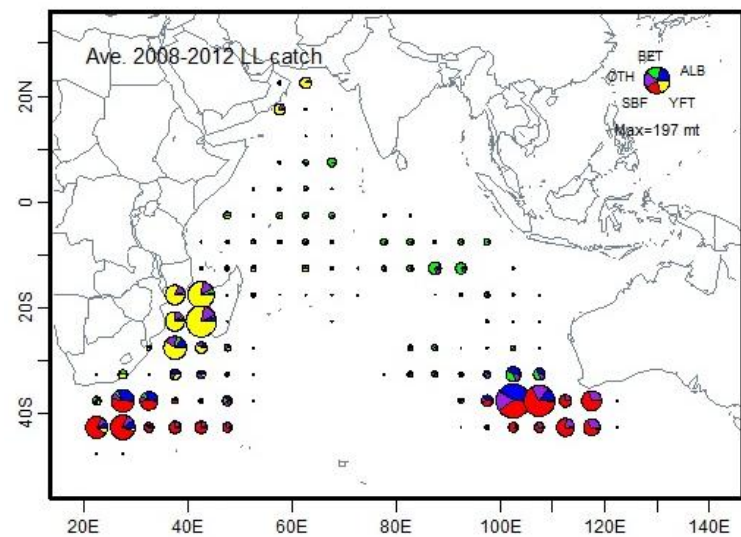 Ave. 2008-2012 LL catch
BET
OTH ALB
SBF YFT
Max=197 mt
20N
0
20S
40S
20E 40E 60E 80E 100E 120E 140E